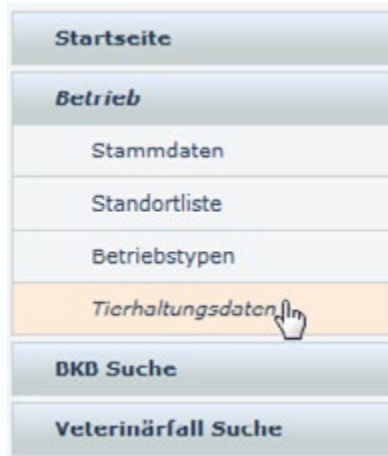 Startseite
Betrieb
Stammdaten
Standortliste
Betriebstypen
Tierhaltungsdaten
BKB Suche
Veterinärfall Suche